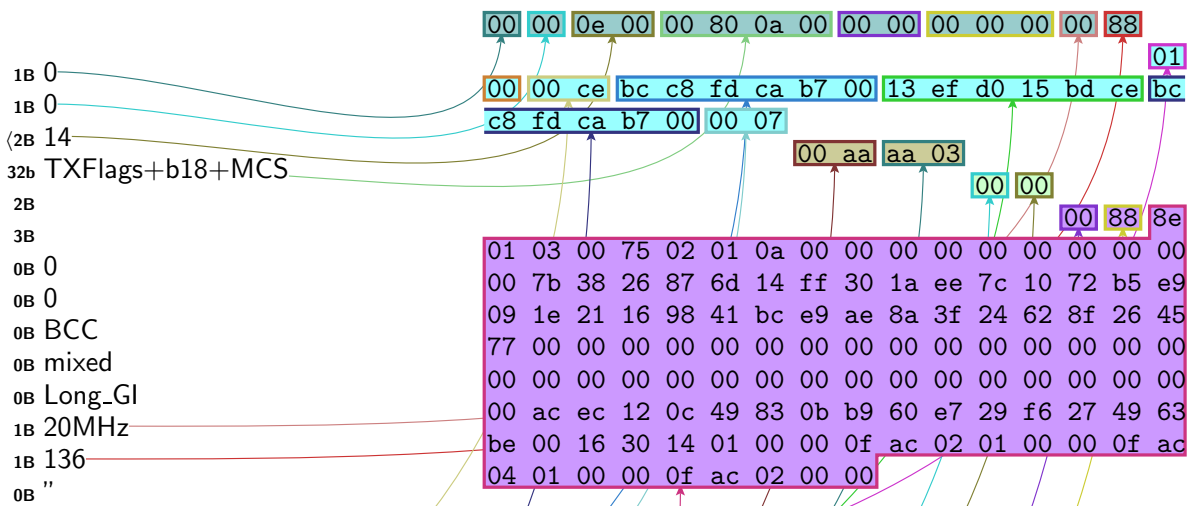 00 00 0e 00 00 80 0a 00 00 00 00 00 00 00 88
01
1B 0
00 00 ce bc c8 fd ca b7 00 13 ef d0 15 bd ce bc
1B 0
c8 fd ca b7 00 00 07
⟨2B 14
00 aa aa 03
32b TXFlags+b18+MCS
00 00
2B
00 88 8e
3B
01 03 00 75 02 01 0a 00 00 00 00 00 00 00 00 00
0B 0
00 7b 38 26 87 6d 14 ff 30 1a ee 7c 10 72 b5 e9
0B 0
09 1e 21 16 98 41 bc e9 ae 8a 3f 24 62 8f 26 45
0B BCC
77 00 00 00 00 00 00 00 00 00 00 00 00 00 00 00
0B mixed
00 00 00 00 00 00 00 00 00 00 00 00 00 00 00 00
0B Long_GI
00 ac ec 12 0c 49 83 0b b9 60 e7 29 f6 27 49 63
1B 20MHz
be 00 16 30 14 01 00 00 0f ac 02 01 00 00 0f ac
1B 136
04 01 00 00 0f ac 02 00 00
0B ”